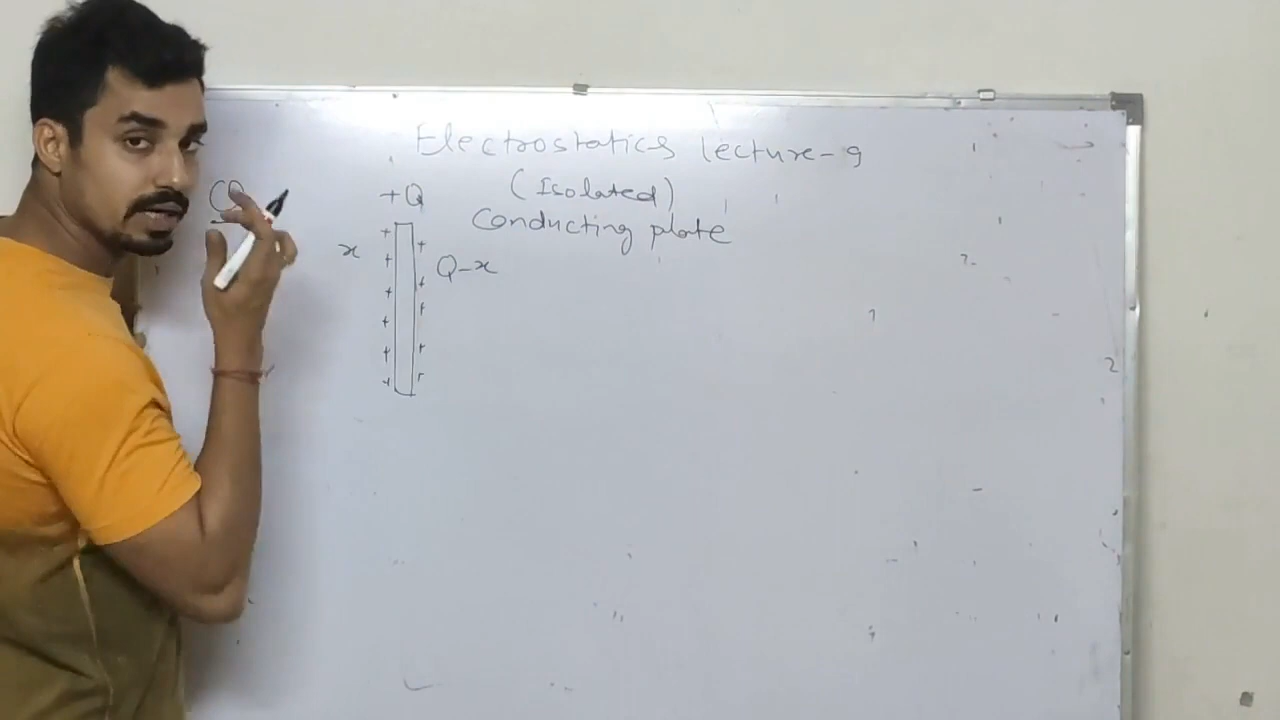 Electrostatics lecture-9
(Isolated)
Conducting plate
+Q
x
Q-x